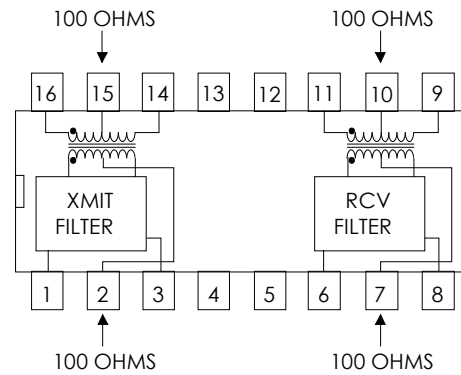 100 OHMS 100 OHMS
16 15 14 13 12 11 10 9
XMIT
FILTER
RCV
FILTER
1 2 3 4 5 6 7 8
100 OHMS 100 OHMS